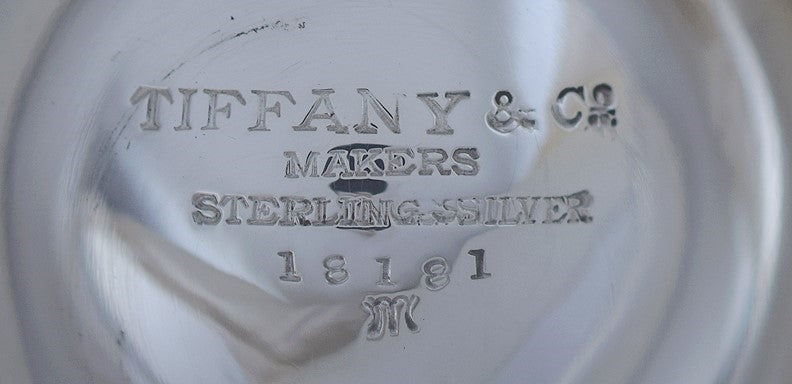 TIFFANY & Co
MAKERS
STERLING SILVER
18181
M